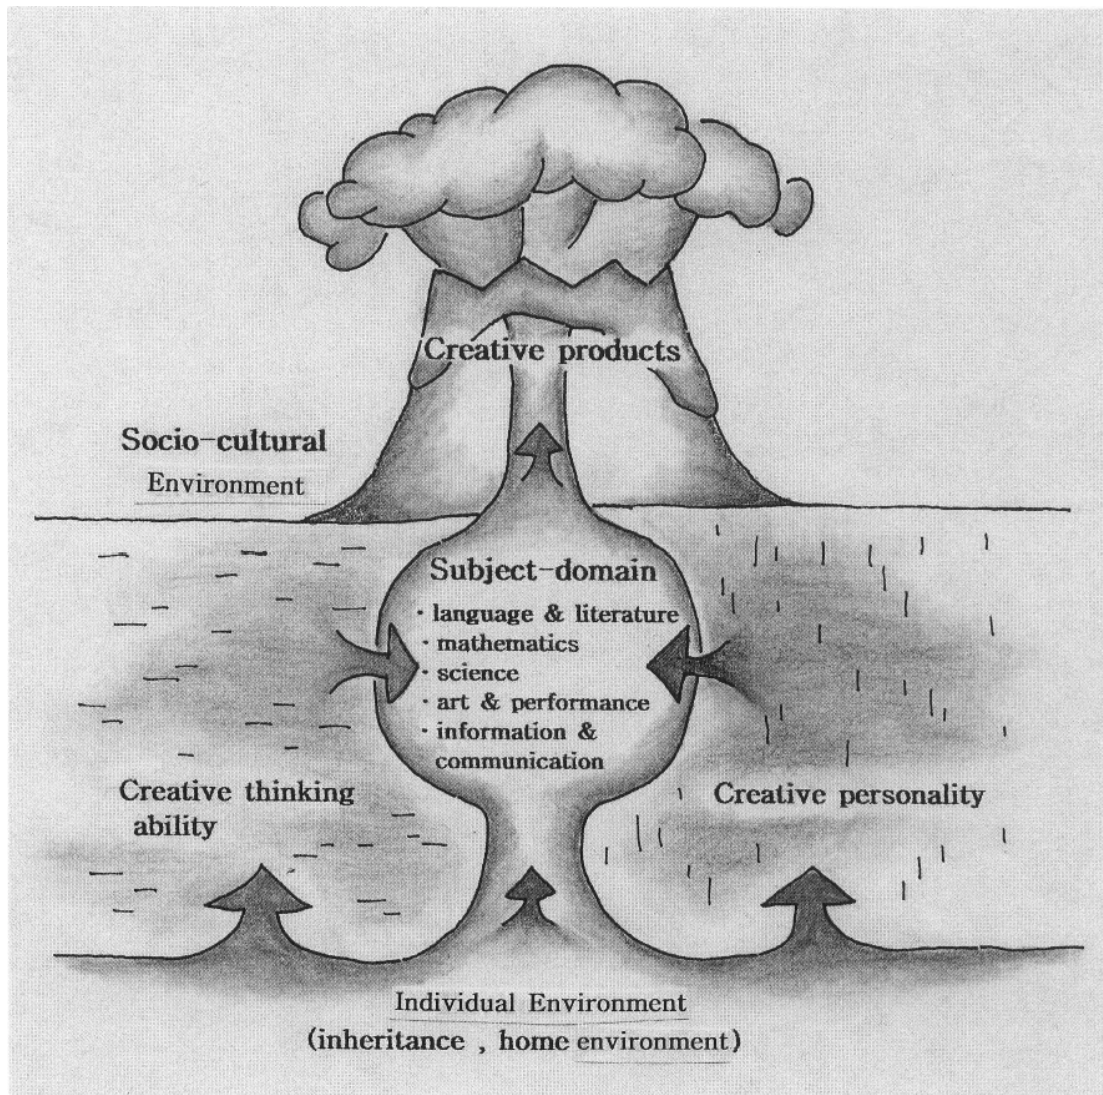 Creative products
Socio-cultural
Environment
Subject-domain
· language & literature
· mathematics
· science
· art & performance
· information &
communication
Creative thinking
ability
Creative personality
Individual Environment
(inheritance , home environment)